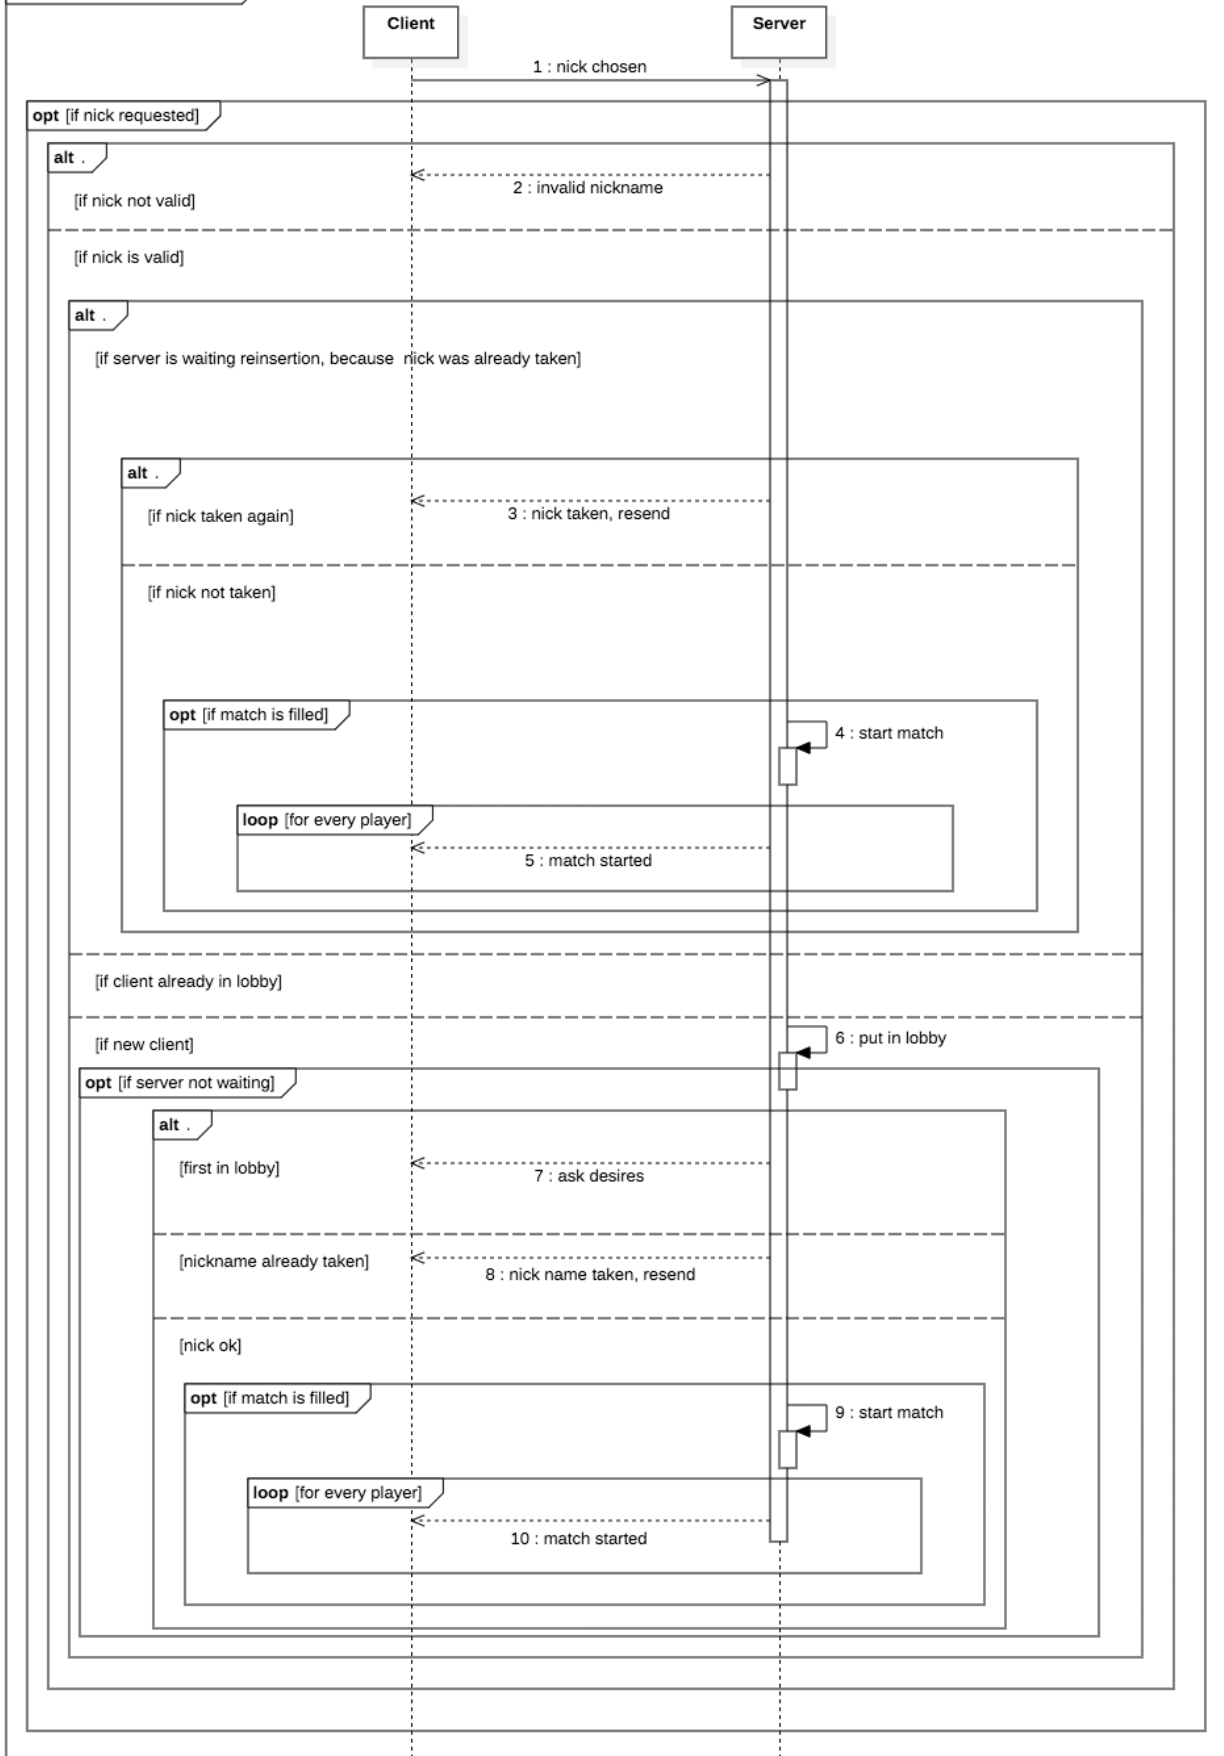 Client
Server
1 : nick chosen
opt [if nick requested]
alt .
2 : invalid nickname
[if nick not valid]
[if nick is valid]
alt .
[if server is waiting reinsertion, because  nick was already taken]
alt .
3 : nick taken, resend
[if nick taken again]
[if nick not taken]
opt [if match is filled]
4 : start match
loop [for every player]
5 : match started
[if client already in lobby]
6 : put in lobby
[if new client]
opt [if server not waiting]
alt .
[first in lobby]
7 : ask desires
[nickname already taken]
8 : nick name taken, resend
[nick ok]
opt [if match is filled]
9 : start match
loop [for every player]
10 : match started